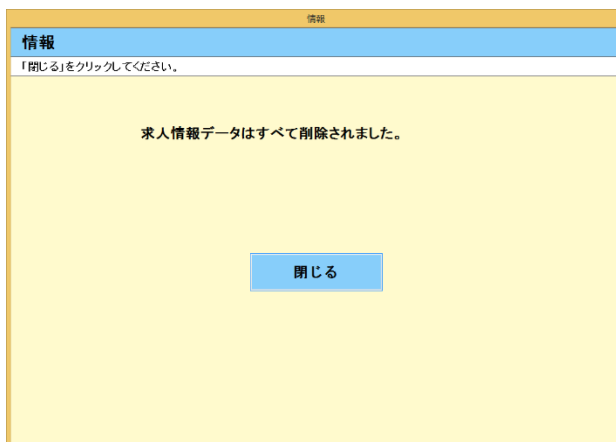 情報
情報
「閉じる」をクリックしてください。
求人情報データはすべて削除されました。
閉じる